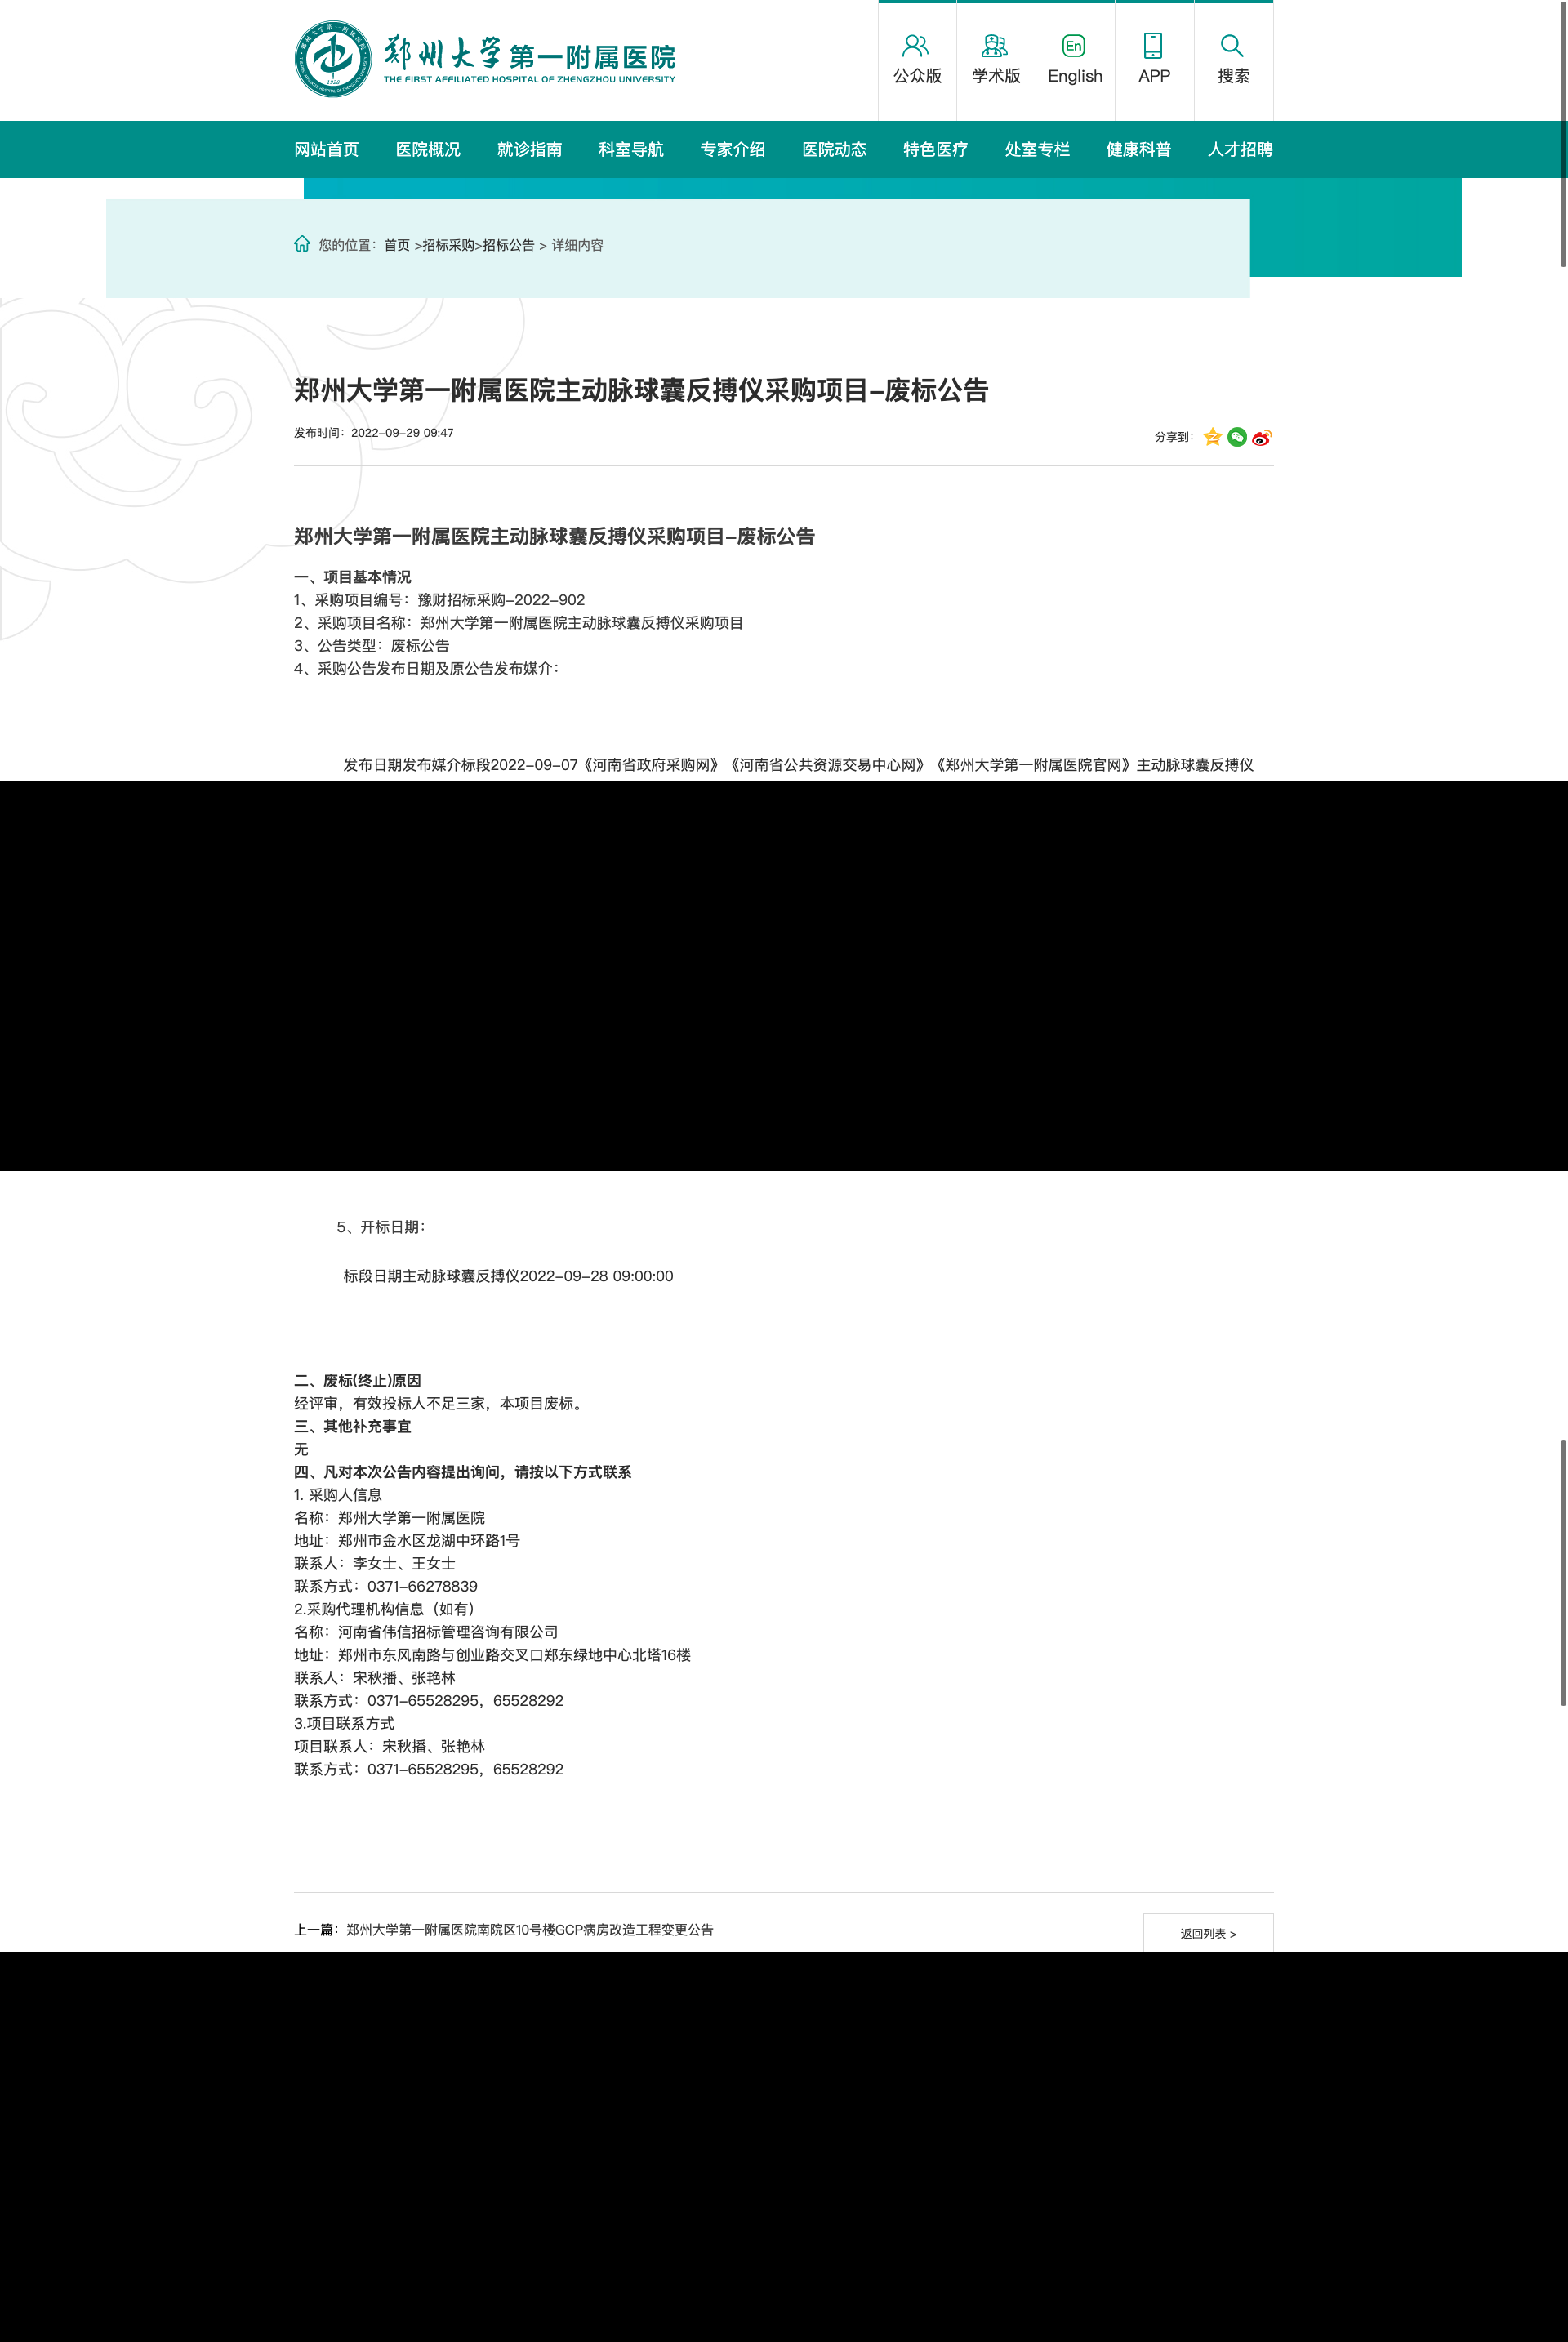 郑州大学第一附属医院
THE FIRST AFFILIATED HOSPITAL OF ZHENGZHOU UNIVERSITY
公众版
学术版
En
English
APP
搜索
网站首页 医院概况 就诊指南 科室导航 专家介绍 医院动态 特色医疗 处室专栏 健康科普 人才招聘
您的位置：首页 >招标采购>招标公告 > 详细内容
郑州大学第一附属医院主动脉球囊反搏仪采购项目-废标公告
发布时间：2022-09-29 09:47
分享到：
郑州大学第一附属医院主动脉球囊反搏仪采购项目-废标公告
一、项目基本情况
1、采购项目编号：豫财招标采购-2022-902
2、采购项目名称：郑州大学第一附属医院主动脉球囊反搏仪采购项目
3、公告类型：废标公告
4、采购公告发布日期及原公告发布媒介：
发布日期发布媒介标段2022-09-07《河南省政府采购网》《河南省公共资源交易中心网》《郑州大学第一附属医院官网》主动脉球囊反搏仪
5、开标日期：
标段日期主动脉球囊反搏仪2022-09-28 09:00:00
二、废标(终止)原因
经评审，有效投标人不足三家，本项目废标。
三、其他补充事宜
无
四、凡对本次公告内容提出询问，请按以下方式联系
1. 采购人信息
名称：郑州大学第一附属医院
地址：郑州市金水区龙湖中环路1号
联系人：李女士、王女士
联系方式：0371-66278839
2.采购代理机构信息（如有）
名称：河南省伟信招标管理咨询有限公司
地址：郑州市东风南路与创业路交叉口郑东绿地中心北塔16楼
联系人：宋秋播、张艳林
联系方式：0371-65528295，65528292
3.项目联系方式
项目联系人：宋秋播、张艳林
联系方式：0371-65528295，65528292
上一篇：郑州大学第一附属医院南院区10号楼GCP病房改造工程变更公告
返回列表 >